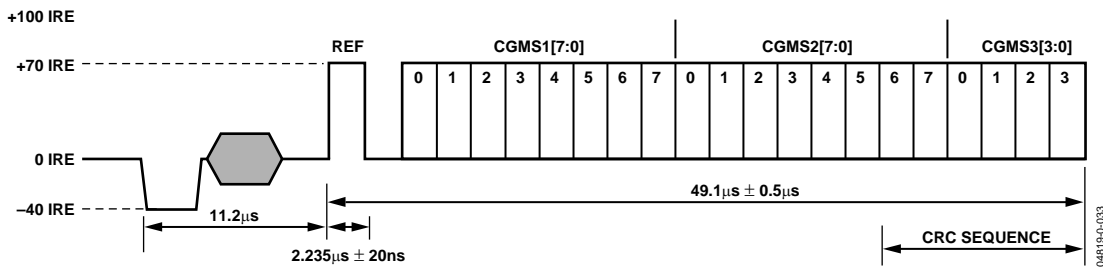 +100 IRE
REF
CGMS1[7:0]
CGMS2[7:0]
CGMS3[3:0]
+70 IRE
0 1 2 3 4 5 6 7 0 1 2 3 4 5 6 7 0 1 2 3
0 IRE
49.1µs ± 0.5µs
–40 IRE
11.2µs
CRC SEQUENCE
2.235µs ± 20ns
04819-0-033